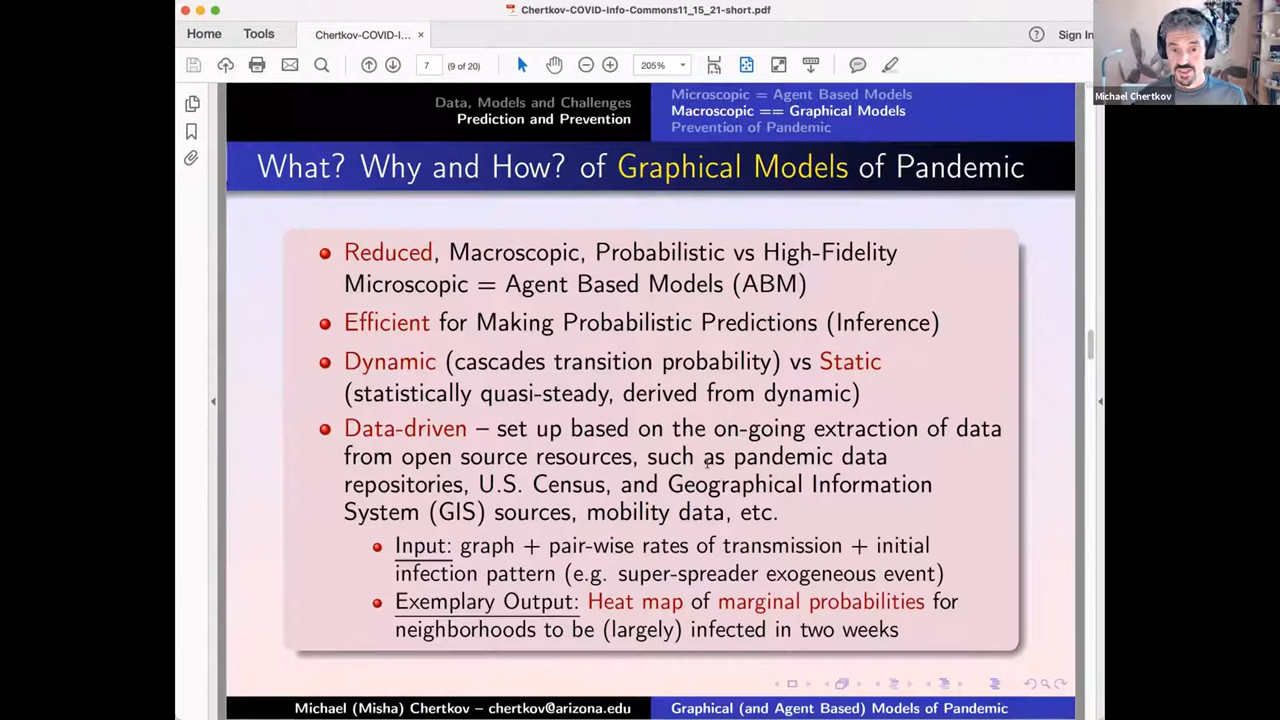 Chertkov-COVID-Info-Commons11_15_21-short.pdf
Home
Tools
Chertkov-COVID-I... ×
Sign In
7
(9 of 20)
205%
Michael Chertkov
Data, Models and Challenges
Prediction and Prevention
Microscopic = Agent Based Models
Macroscopic == Graphical Models
Prevention of Pandemic
What? Why and How? of Graphical Models of Pandemic
Reduced, Macroscopic, Probabilistic vs High-Fidelity
Microscopic = Agent Based Models (ABM)
Efficient for Making Probabilistic Predictions (Inference)
Dynamic (cascades transition probability) vs Static
(statistically quasi-steady, derived from dynamic)
Data-driven – set up based on the on-going extraction of data
from open source resources, such as pandemic data
repositories, U.S. Census, and Geographical Information
System (GIS) sources, mobility data, etc.
Input: graph + pair-wise rates of transmission + initial
infection pattern (e.g. super-spreader exogeneous event)
Exemplary Output: Heat map of marginal probabilities for
neighborhoods to be (largely) infected in two weeks
Michael (Misha) Chertkov – chertkov@arizona.edu
Graphical (and Agent Based) Models of Pandemic